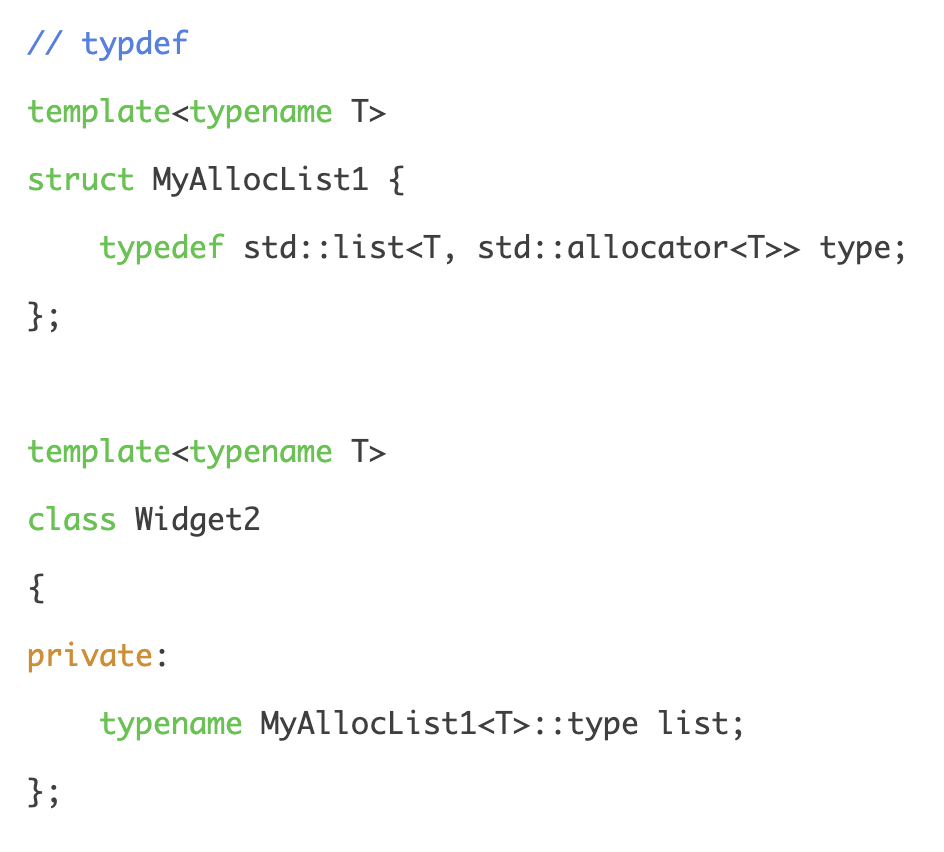 // typdef
template<typename T>
struct MyAllocList1 {
    typedef std::list<T, std::allocator<T>> type;
};
template<typename T>
class Widget2
{
private:
    typename MyAllocList1<T>::type list;
};